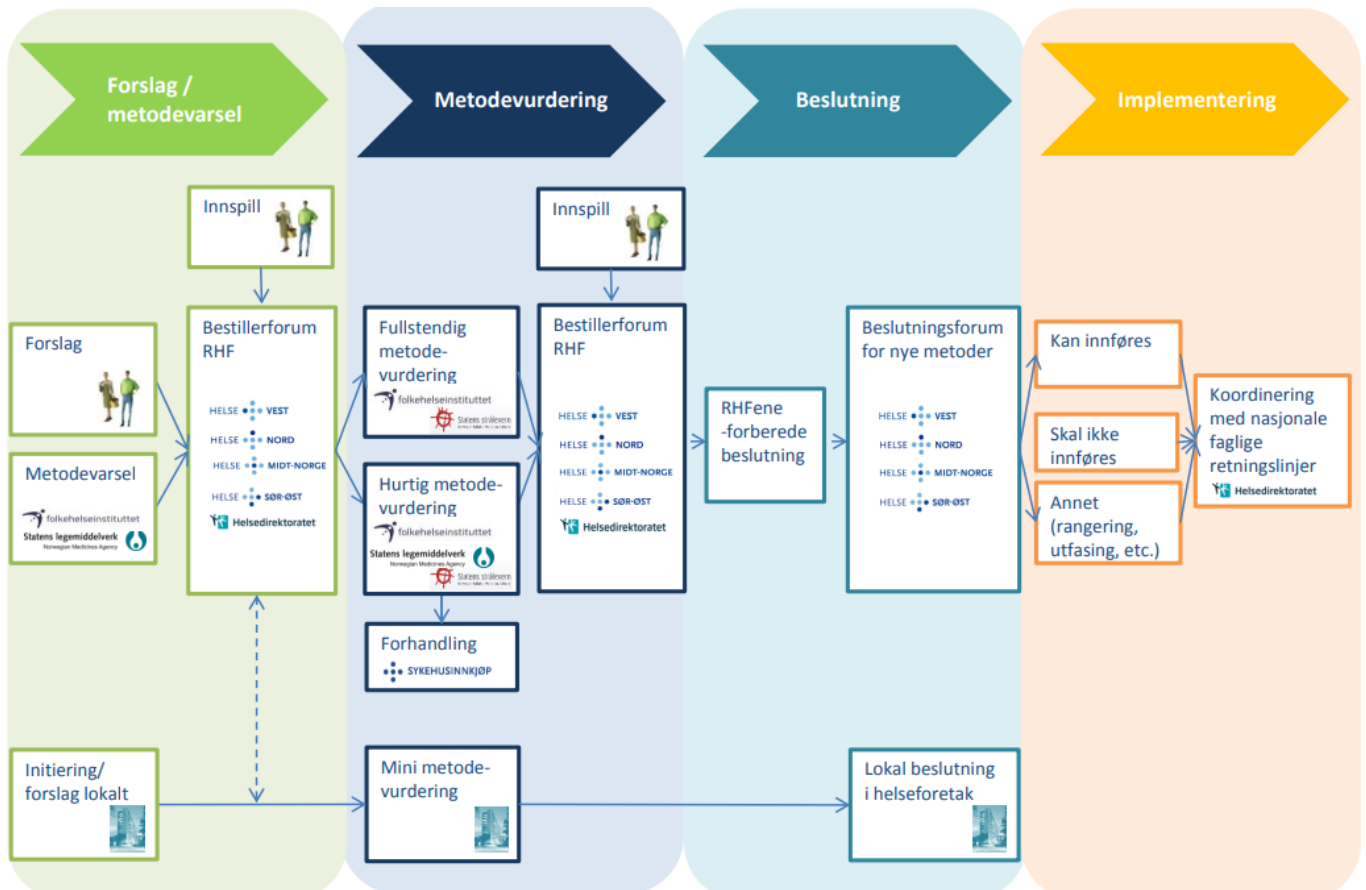 Forslag /
metodevarsel
Metodevurdering
Beslutning
Implementering
Innspill
Innspill
Forslag
Bestillerforum
RHF
HELSE VEST
HELSE NORD
HELSE MIDT-NORGE
HELSE SØR-ØST
Helsedirektoratet
Metodevarsel
folkehelseinstituttet
Statens legemiddelverk
Norwegian Medicines Agency
Fullstendig
metode-
vurdering
folkehelseinstituttet
Statens strålevern
Hurtig metode-
vurdering
folkehelseinstituttet
Statens legemiddelverk
Norwegian Medicines Agency
Statens strålevern
Forhandling
SYKEHUSINNKJØP
Bestillerforum
RHF
HELSE VEST
HELSE NORD
HELSE MIDT-NORGE
HELSE SØR-ØST
Helsedirektoratet
RHFene
-forberede
beslutning
Beslutningsforum
for nye metoder
HELSE VEST
HELSE NORD
HELSE MIDT-NORGE
HELSE SØR-ØST
Kan innføres
Skal ikke
innføres
Annet
(rangering,
utfasing, etc.)
Koordinering
med nasjonale
faglige
retningslinjer
Helsedirektoratet
Initiering/
forslag lokalt
Mini metode-
vurdering
Lokal beslutning
i helseforetak